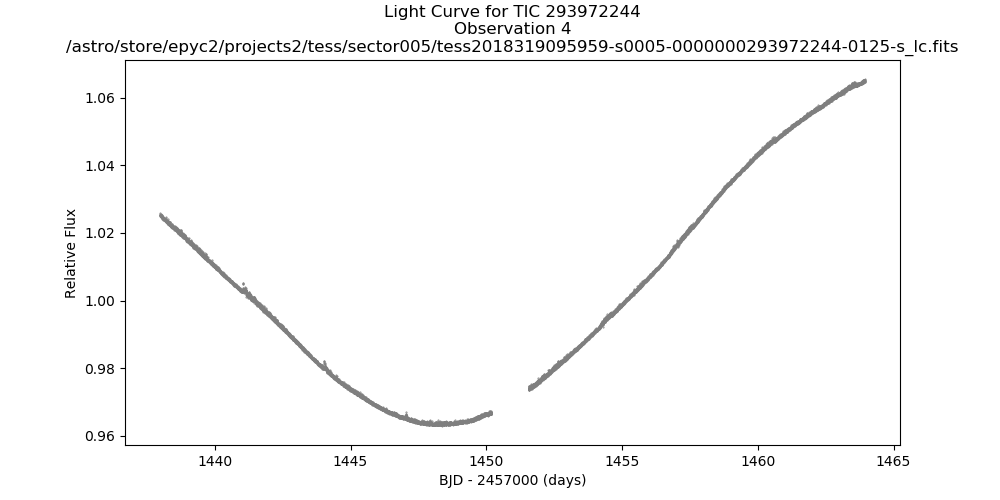 Light Curve for TIC 293972244
Observation 4
/astro/store/epyc2/projects2/tess/sector005/tess2018319095959-s0005-0000000293972244-0125-s_lc.fits
1.06
1.04
1.02
1.00
0.98
0.96
Relative Flux
1440
1445
1450
1455
1460
1465
BJD - 2457000 (days)